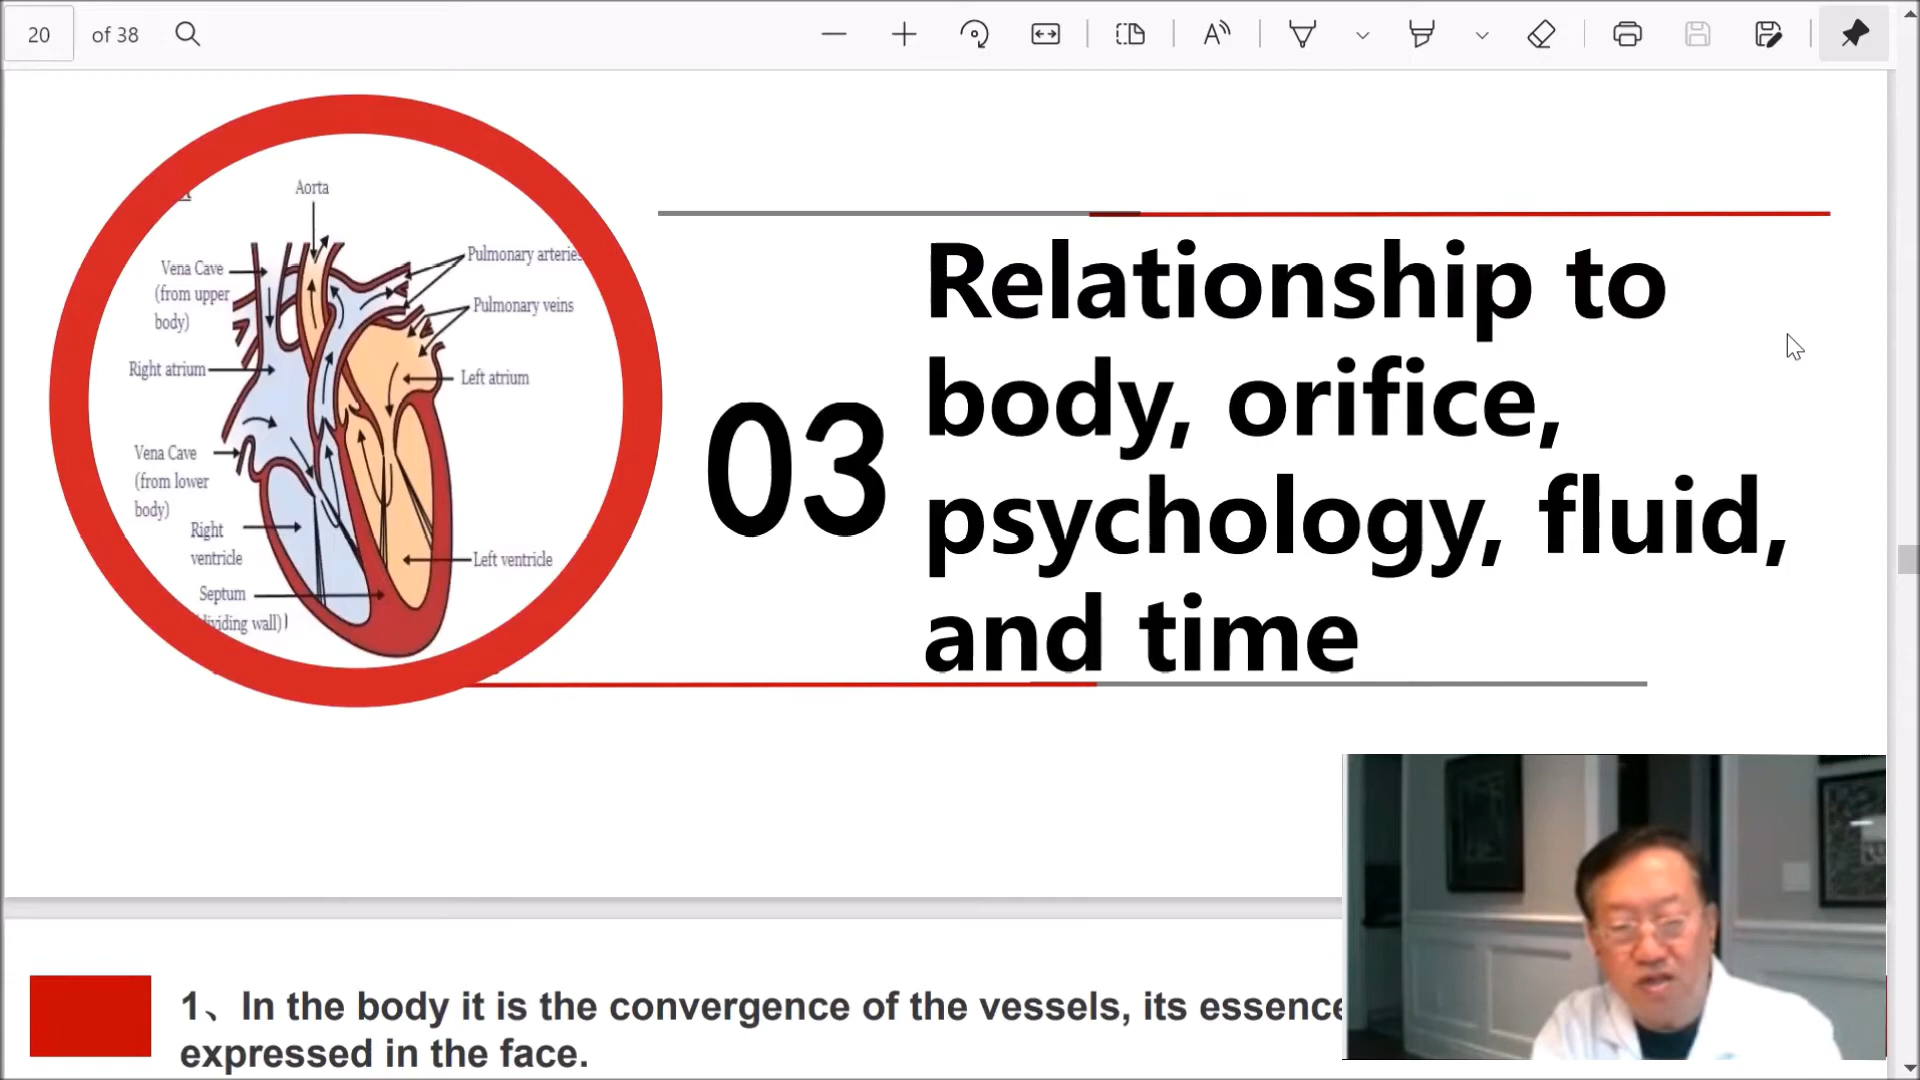 20 of 38
Aorta
Pulmonary arteries
Vena Cave
(from upper
body)
Pulmonary veins
Right atrium
Left atrium
Vena Cave
(from lower
body)
Right
ventricle
Left ventricle
Septum
dividing wall)
03
Relationship to
body, orifice,
psychology, fluid,
and time
1、In the body it is the convergence of the vessels, its essence
expressed in the face.